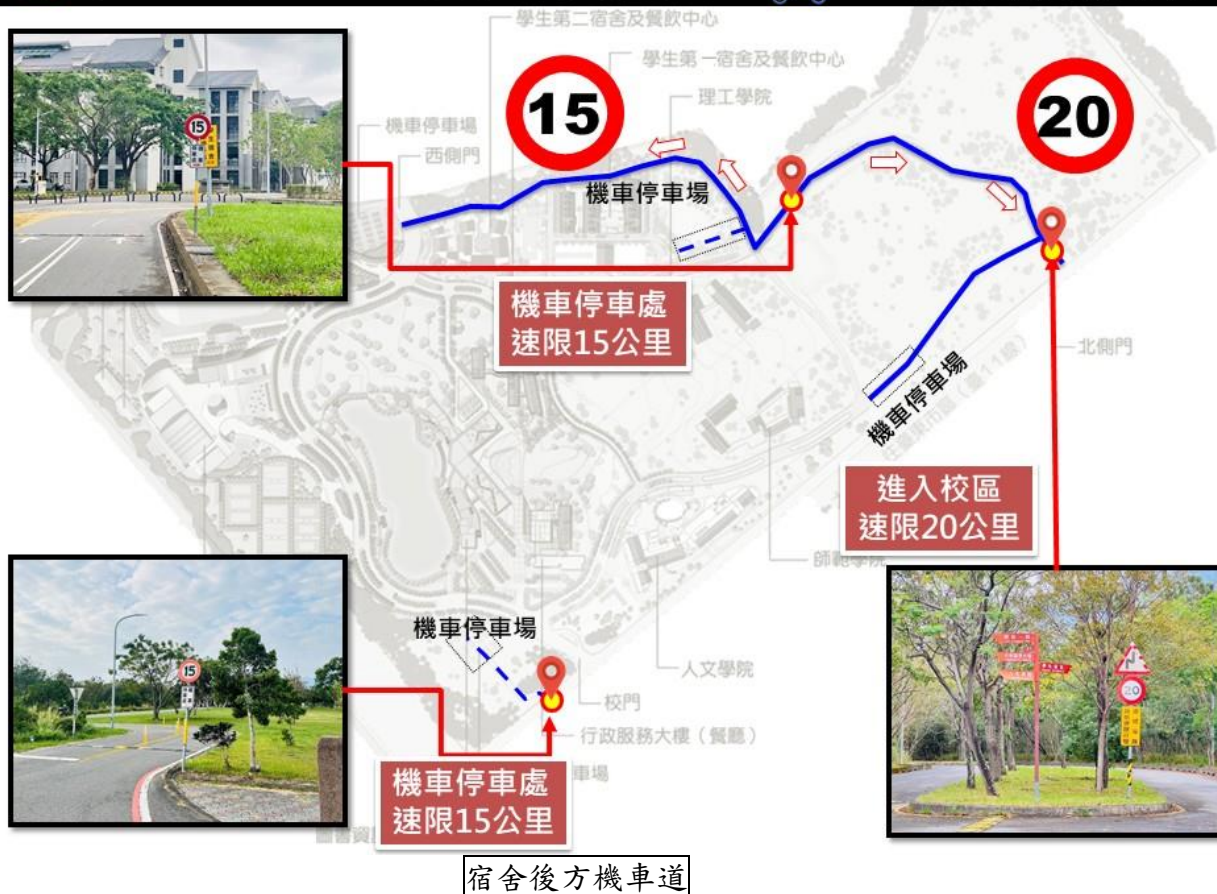 學生第二宿舍及餐飲中心
學生第一宿舍及餐飲中心
15
20
理工學院
機車停車場
西側門
15
機車停車場
機車停車處
速限15公里
北側門
機車停車場
進入校區
速限20公里
師範學院
機車停車場
人文學院
校門
行政服務大樓（餐廳）
15
20
車場
機車停車處
速限15公里
宿舍後方機車道